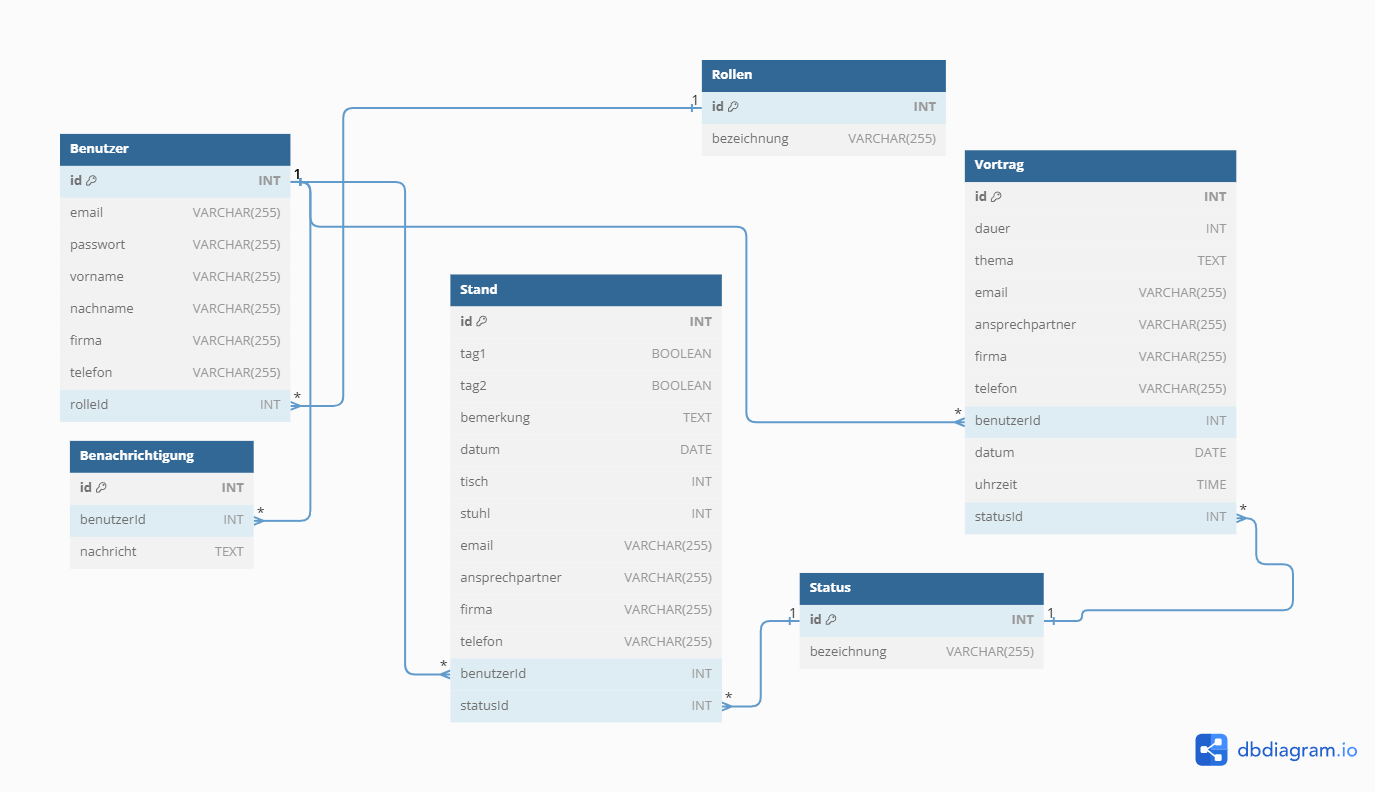 Rollen
1
id INT
bezeichnung VARCHAR(255)
Benutzer
id INT
1
email VARCHAR(255)
passwort VARCHAR(255)
vorname VARCHAR(255)
nachname VARCHAR(255)
firma VARCHAR(255)
telefon VARCHAR(255)
rolleId INT
*
Benachrichtigung
id INT
benutzerId INT
*
nachricht TEXT
Stand
id INT
tag1 BOOLEAN
tag2 BOOLEAN
bemerkung TEXT
datum DATE
tisch INT
stuhl INT
email VARCHAR(255)
ansprechpartner VARCHAR(255)
firma VARCHAR(255)
telefon VARCHAR(255)
*
benutzerId INT
statusId INT
*
Vortrag
id INT
dauer INT
thema TEXT
email VARCHAR(255)
ansprechpartner VARCHAR(255)
firma VARCHAR(255)
telefon VARCHAR(255)
*
benutzerId INT
datum DATE
uhrzeit TIME
statusId INT
*
Status
1
id INT
1
bezeichnung VARCHAR(255)
dbdiagram.io